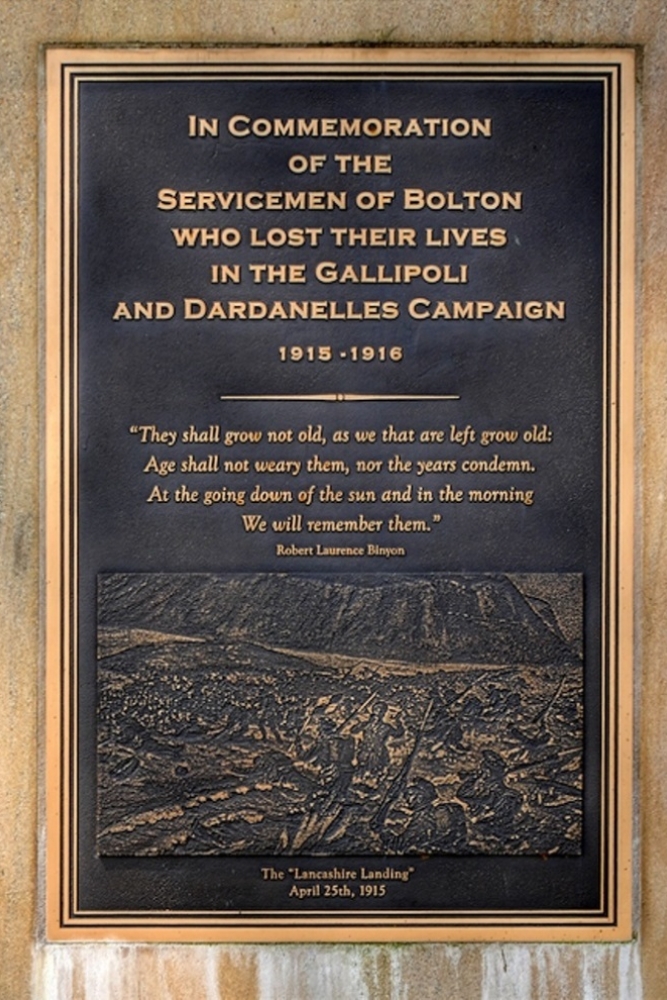 In Commemoration
of the
Servicemen of Bolton
who lost their lives
in the Gallipoli
and Dardanelles Campaign
1915 -1916
“They shall grow not old, as we that are left grow old:
Age shall not weary them, nor the years condemn.
At the going down of the sun and in the morning
We will remember them.”
Robert Laurence Binyon
The "Lancashire Landing"
April 25th, 1915